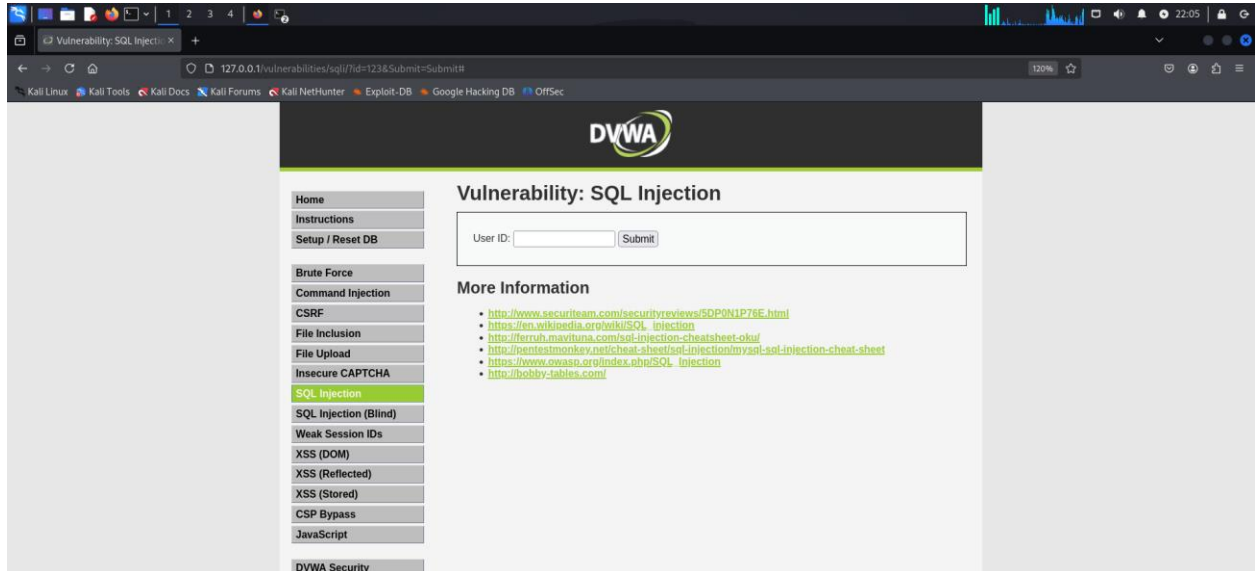 1 2 3 4 22:05
Vulnerability: SQL Injectic
127.0.0.1/vulnerabilities/sqli/?id=123&Submit=Submit# 120%
Kali Linux Kali Tools Kali Docs Kali Forums Kali NetHunter Exploit-DB Google Hacking DB OffSec
DVWA
Home
Instructions
Setup / Reset DB
Brute Force
Command Injection
CSRF
File Inclusion
File Upload
Insecure CAPTCHA
SQL Injection
SQL Injection (Blind)
Weak Session IDs
XSS (DOM)
XSS (Reflected)
XSS (Stored)
CSP Bypass
JavaScript
DVWA Security
Vulnerability: SQL Injection
User ID: Submit
More Information
http://www.securiteam.com/securityreviews/5DP0N1P76E.html
https://en.wikipedia.org/wiki/SQL_injection
http://ferruh.mavituna.com/sql-injection-cheatsheet-oku/
http://pentestmonkey.net/cheat-sheet/sql-injection/mysql-sql-injection-cheat-sheet
https://www.owasp.org/index.php/SQL_Injection
http://bobby-tables.com/